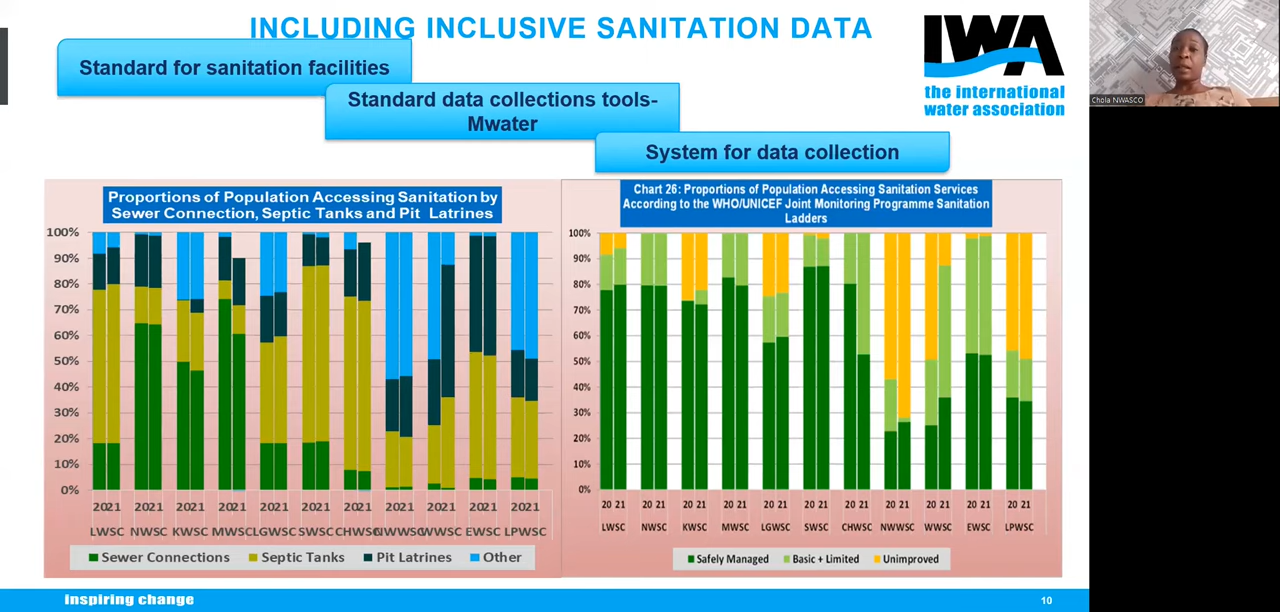 INCLUDING INCLUSIVE SANITATION DATA
Standard for sanitation facilities
Standard data collections tools-
Mwater
System for data collection
IWA
the international
water association
Chola NWASCO
Proportions of Population Accessing Sanitation by
Sewer Connection, Septic Tanks and Pit Latrines
100%
90%
80%
70%
60%
50%
40%
30%
20%
10%
0%
2021 2021 2021 2021 2021 2021 2021 2021 2021 2021 2021
LWSC NWSC KWSC MWSC LGWSC SWSC CHWSC NWWSC WWSC EWSC LPWSC
Sewer Connections Septic Tanks Pit Latrines Other
Chart 26: Proportions of Population Accessing Sanitation Services
According to the WHO/UNICEF Joint Monitoring Programme Sanitation
Ladders
100%
90%
80%
70%
60%
50%
40%
30%
20%
10%
0%
20 21 20 21 20 21 20 21 20 21 20 21 20 21 20 21 20 21 20 21 20 21
LWSC NWSC KWSC MWSC LGWSC SWSC CHWSC NWWSC WWSC EWSC LPWSC
Safely Managed Basic + Limited Unimproved
inspiring change
10